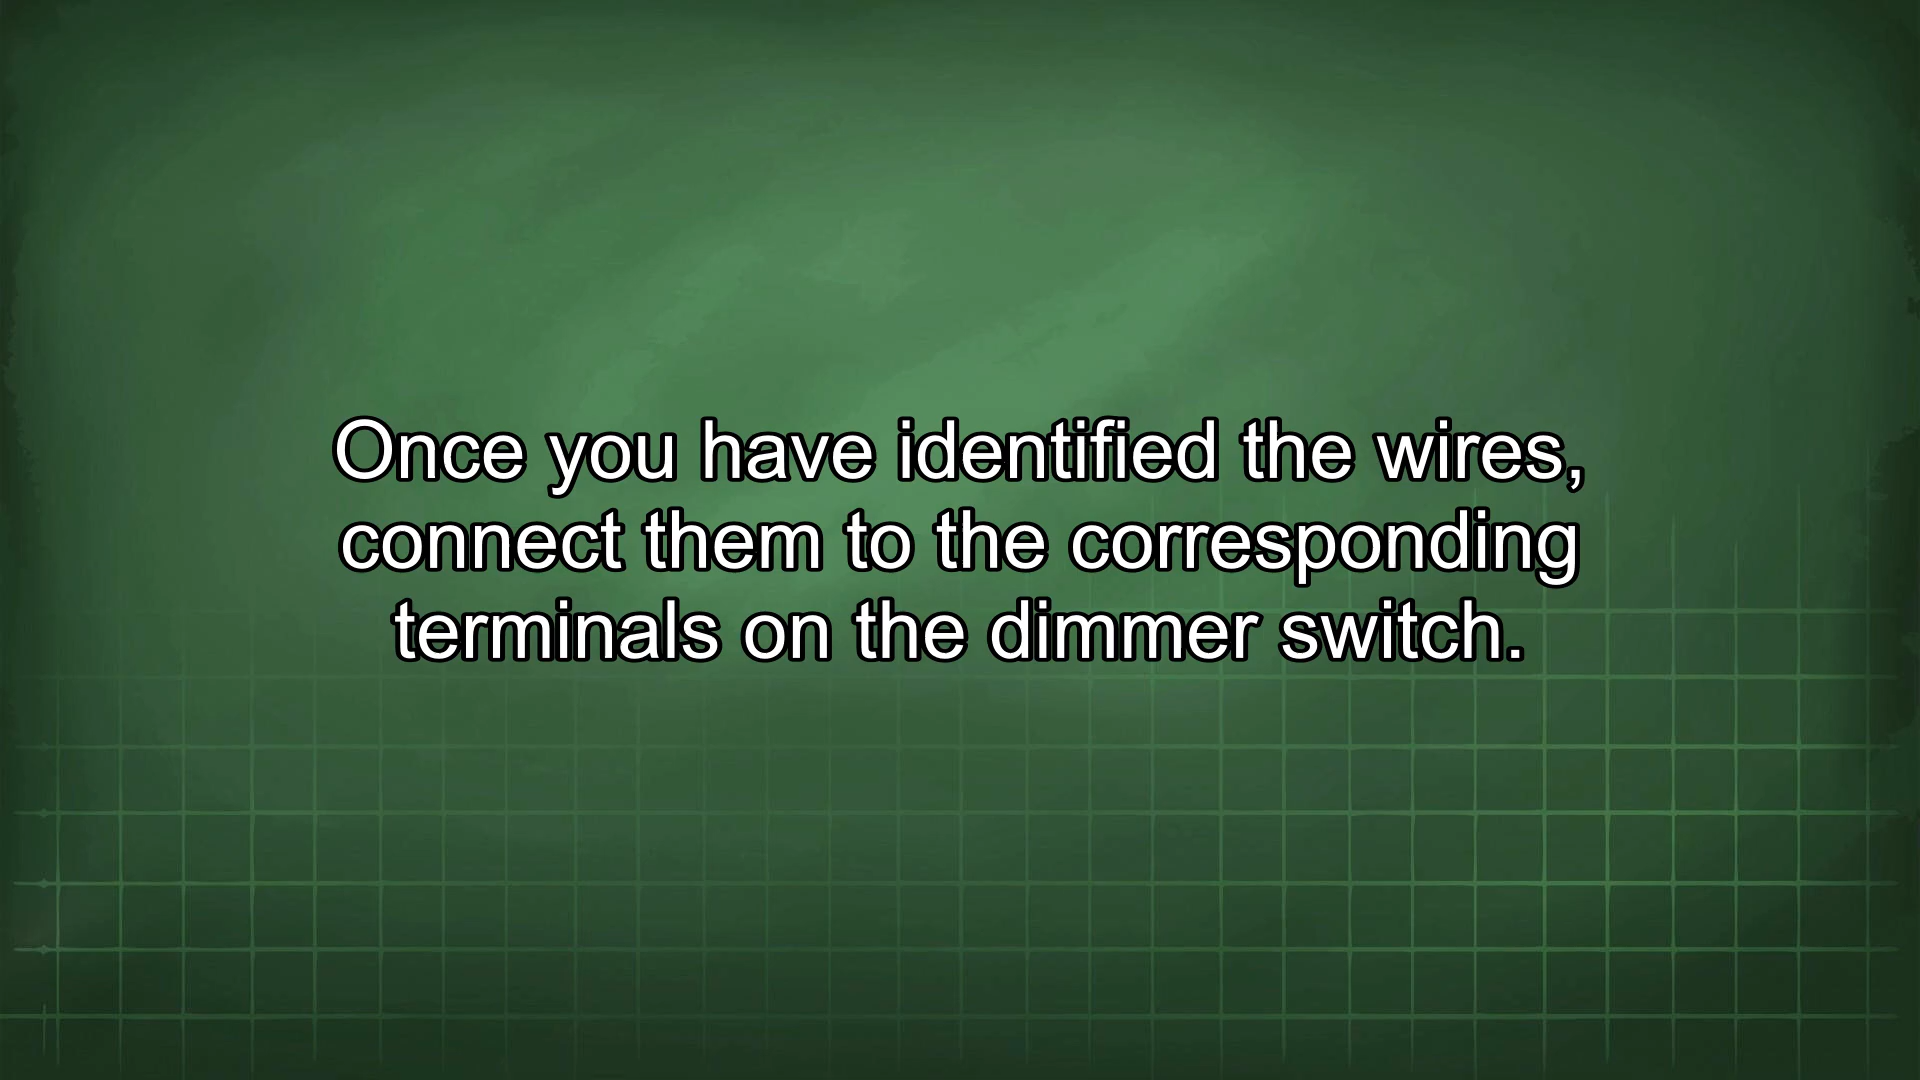 Once you have identified the wires,
connect them to the corresponding
terminals on the dimmer switch.